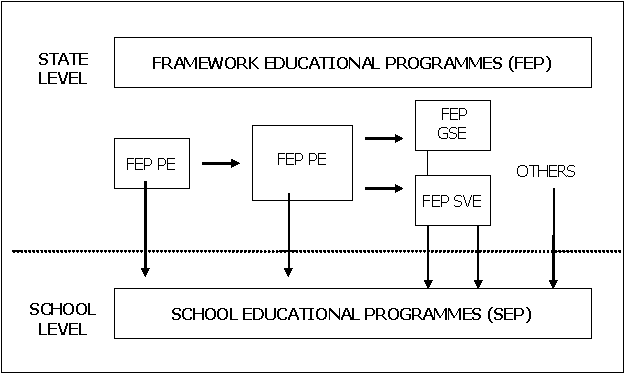 STATE
LEVEL
FRAMEWORK EDUCATIONAL PROGRAMMES (FEP)
FEP PE
FEP PE
FEP
GSE
FEP SVE
OTHERS
SCHOOL
LEVEL
SCHOOL EDUCATIONAL PROGRAMMES (SEP)